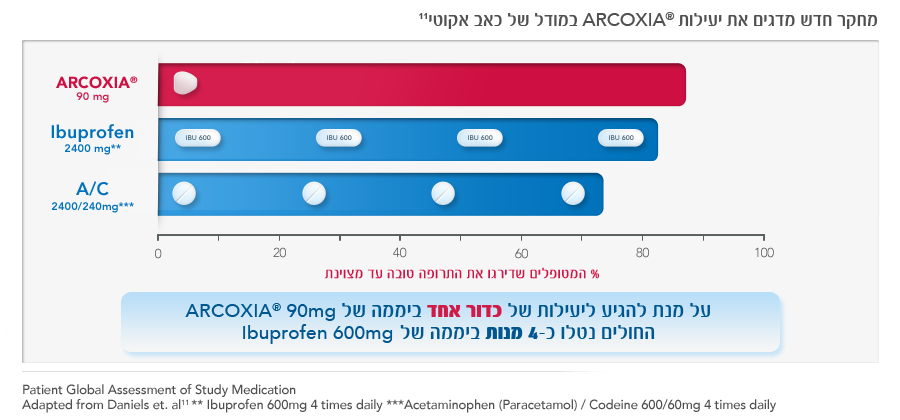 מחקר חדש מדגים את יעילות ARCOXIA® במודל של כאב אקוטי¹¹
ARCOXIA®
90 mg
Ibuprofen
2400 mg**
IBU 600 IBU 600 IBU 600 IBU 600
A/C
2400/240mg***
0 20 40 60 80 100
% המטופלים שדירגו את התרופה טובה עד מצוינת
על מנת להגיע ליעילות של כדור אחד ביממה של ARCOXIA® 90mg
החולים נטלו כ-4 מנות ביממה של Ibuprofen 600mg
Patient Global Assessment of Study Medication
Adapted from Daniels et. al¹¹ ** Ibuprofen 600mg 4 times daily ***Acetaminophen (Paracetamol) / Codeine 600/60mg 4 times daily